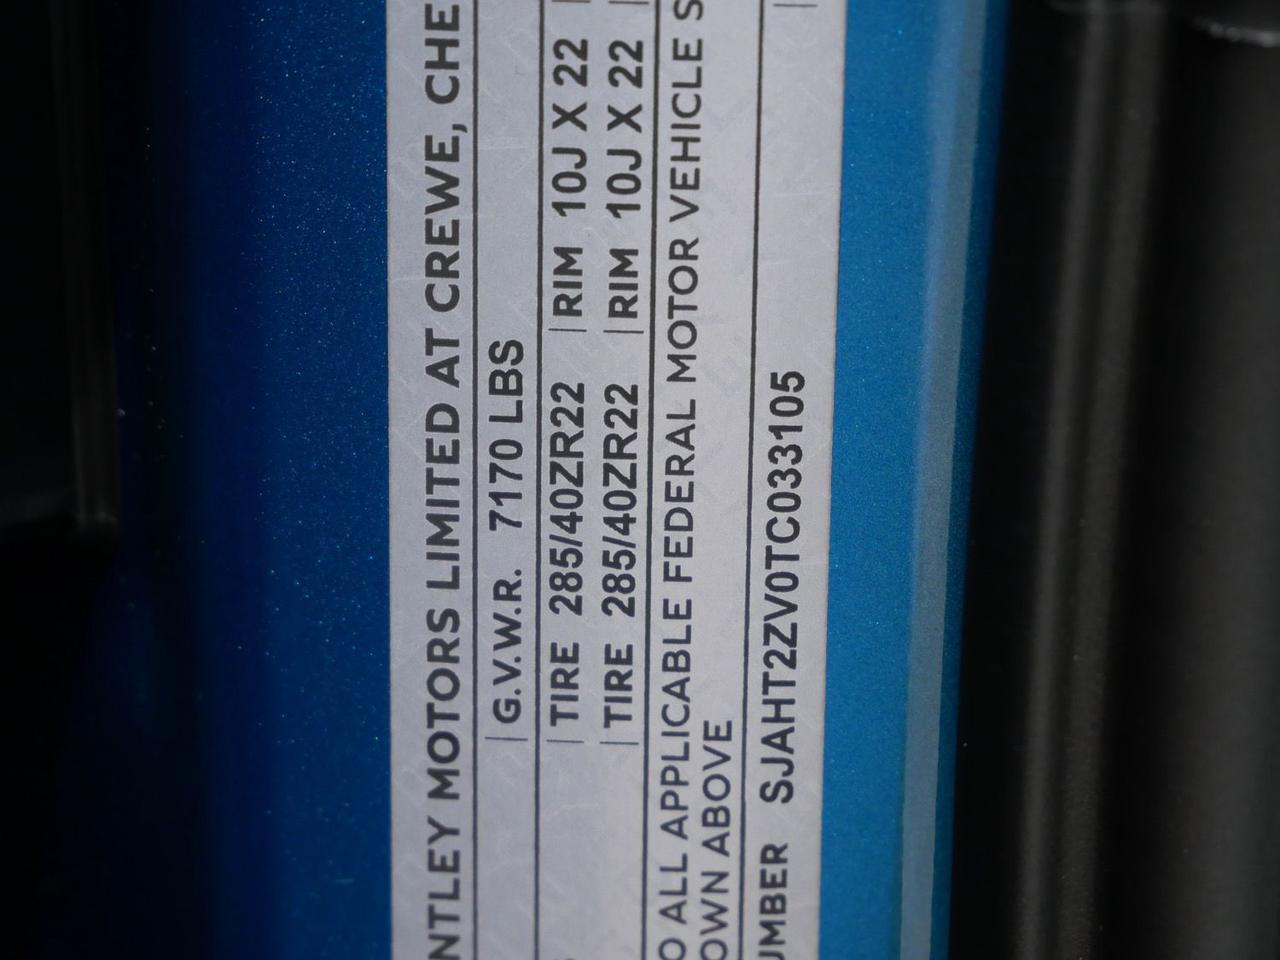 NTLEY MOTORS LIMITED AT CREWE, CHE
G.V.W.R. 7170 LBS
TIRE 285/40ZR22 RIM 10J X 22
TIRE 285/40ZR22 RIM 10J X 22
O ALL APPLICABLE FEDERAL MOTOR VEHICLE S
OWN ABOVE
UMBER SJAHT2ZV0TC033105